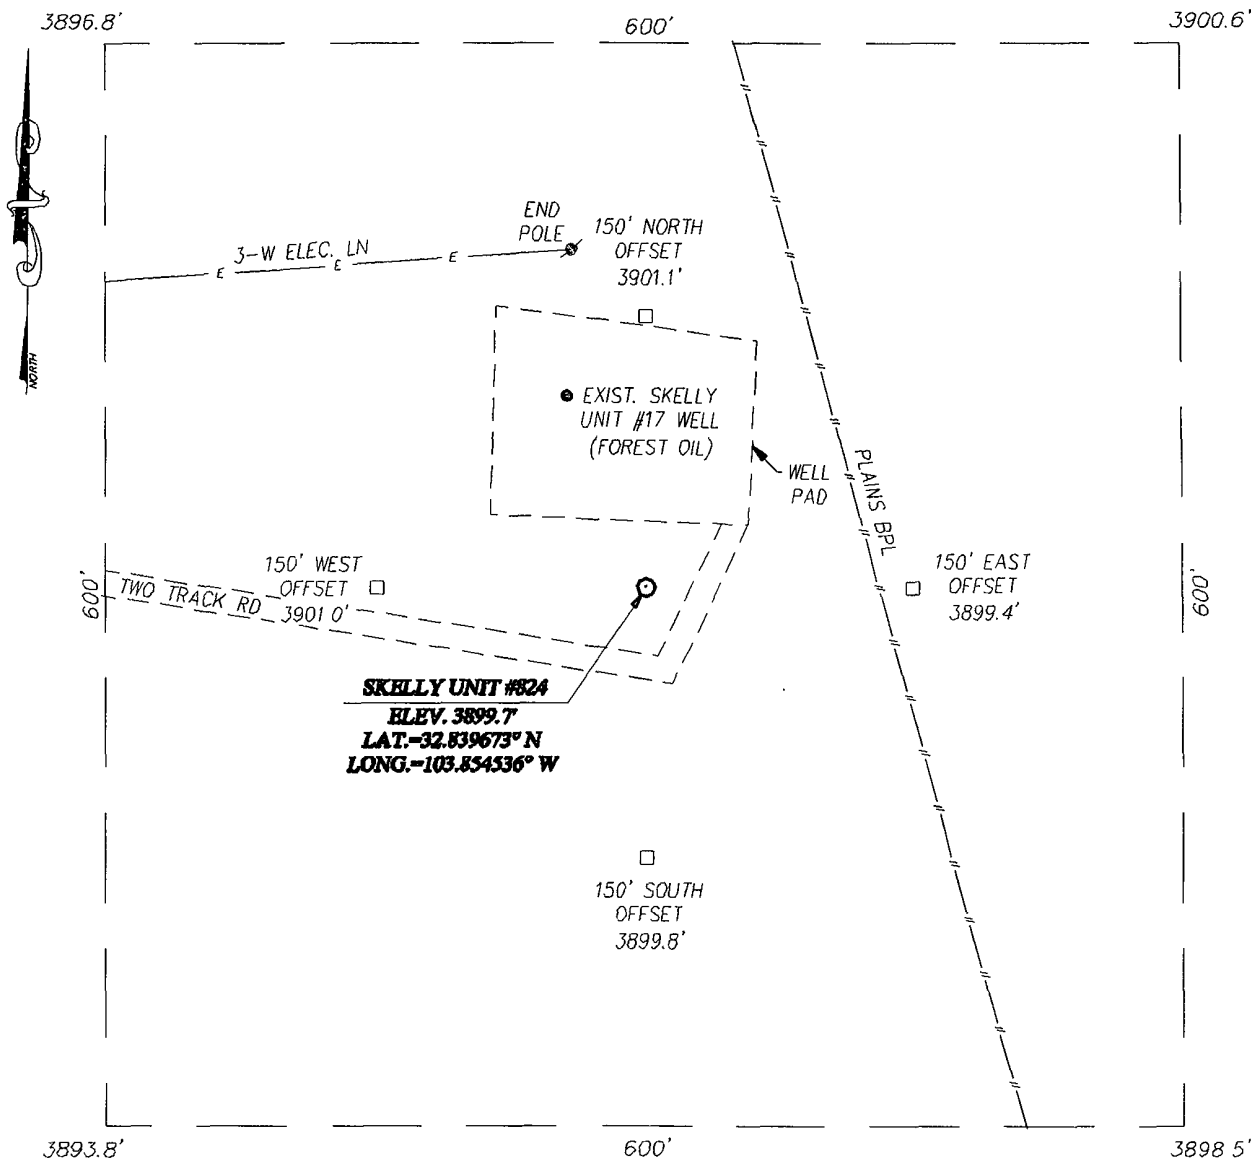 3896.8'
600'
3900.6'
NORTH
END
POLE
150' NORTH
OFFSET
3901.1'
3-W ELEC. LN
E E E
EXIST. SKELLY
UNIT #17 WELL
(FOREST OIL)
WELL
PAD
PLAINS BPL
150' WEST
OFFSET
3901 0'
150' EAST
OFFSET
3899.4'
600'
TWO TRACK RD
600'
SKELLY UNIT #824
ELEV. 3899.7'
LAT.=32.839673° N
LONG.=103.854536° W
150' SOUTH
OFFSET
3899.8'
3893.8'
600'
3898 5'